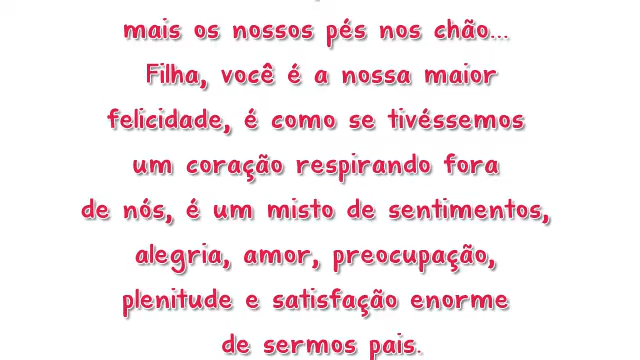 mais os nossos pés nos chão...
Filha, você é a nossa maior
felicidade, é como se tivéssemos
um coração respirando fora
de nós, é um misto de sentimentos,
alegria, amor, preocupação,
plenitude e satisfação enorme
de sermos pais.